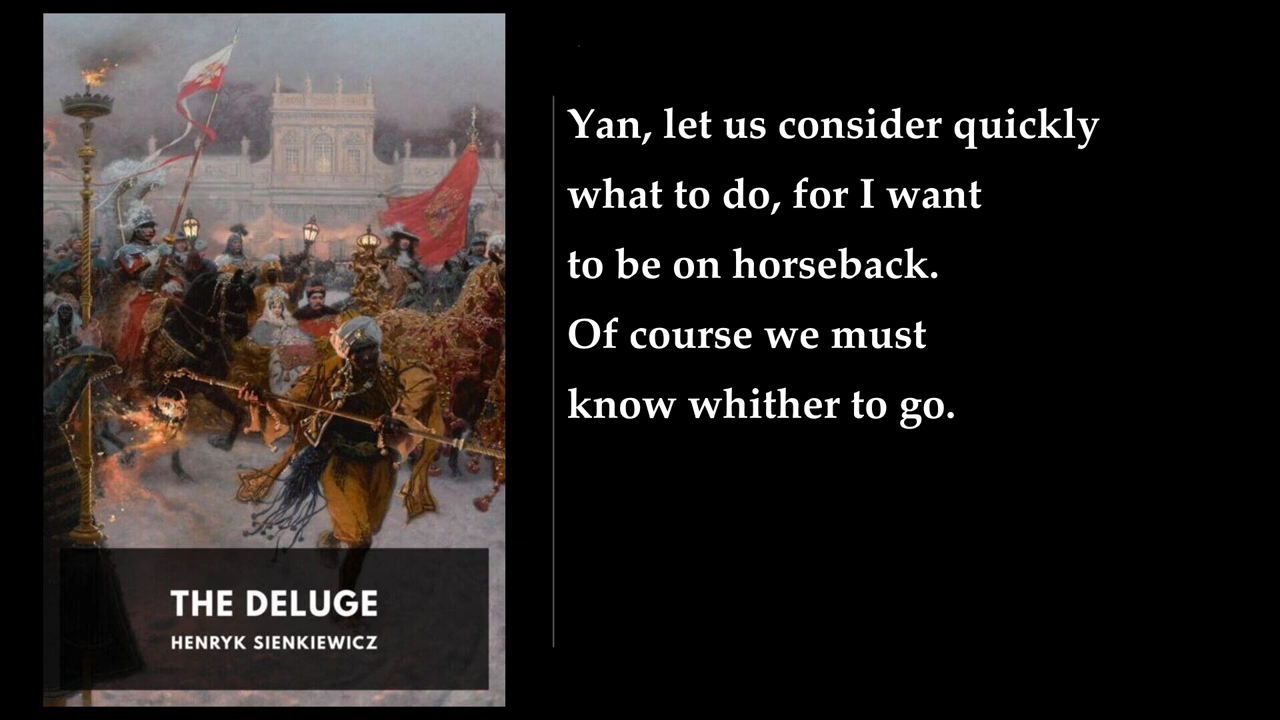 Yan, let us consider quickly
what to do, for I want
to be on horseback.
Of course we must
know whither to go.
THE DELUGE
HENRYK SIENKIEWICZ